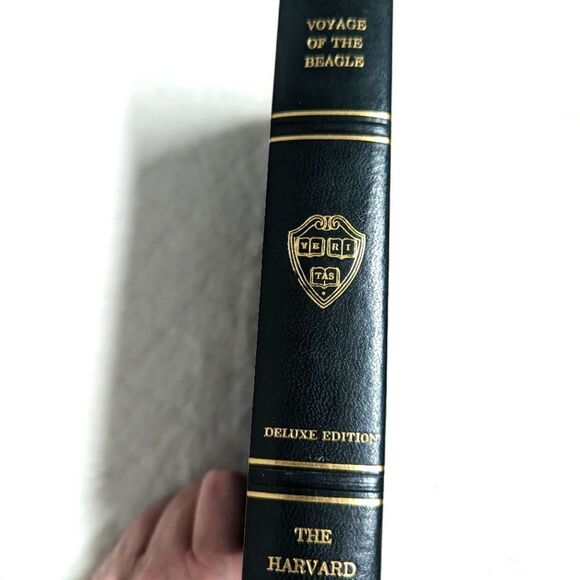 VOYAGE
OF THE
BEAGLE
VE RI
TAS
DELUXE EDITION
THE
HARVARD